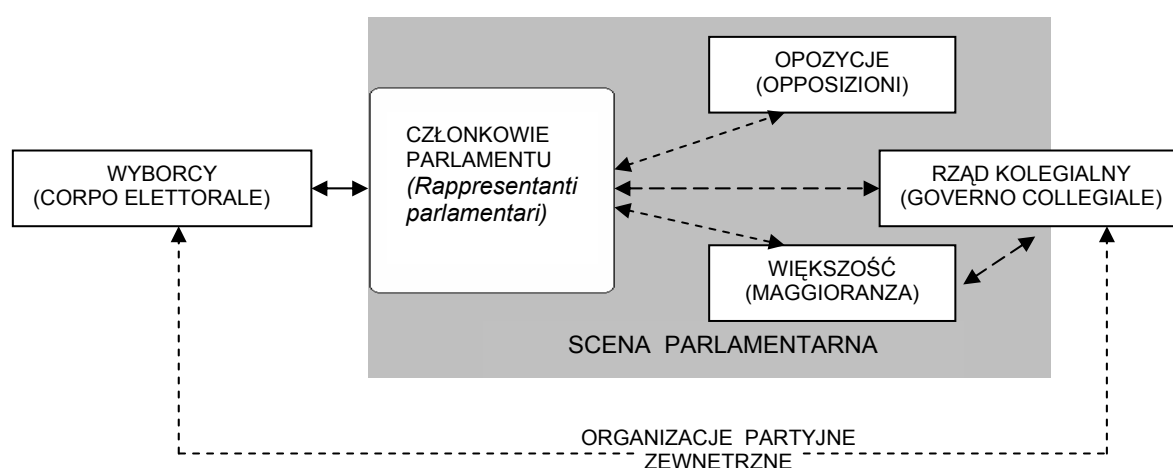 OPOZYCJE
(OPPOSIZIONI)
CZŁONKOWIE
PARLAMENTU
(Rappresentanti
parlamentari)
WYBORCY
(CORPO ELETTORALE)
RZĄD KOLEGIALNY
(GOVERNO COLLEGIALE)
WIĘKSZOŚĆ
(MAGGIORANZA)
SCENA PARLAMENTARNA
ORGANIZACJE PARTYJNE
ZEWNETRZNE